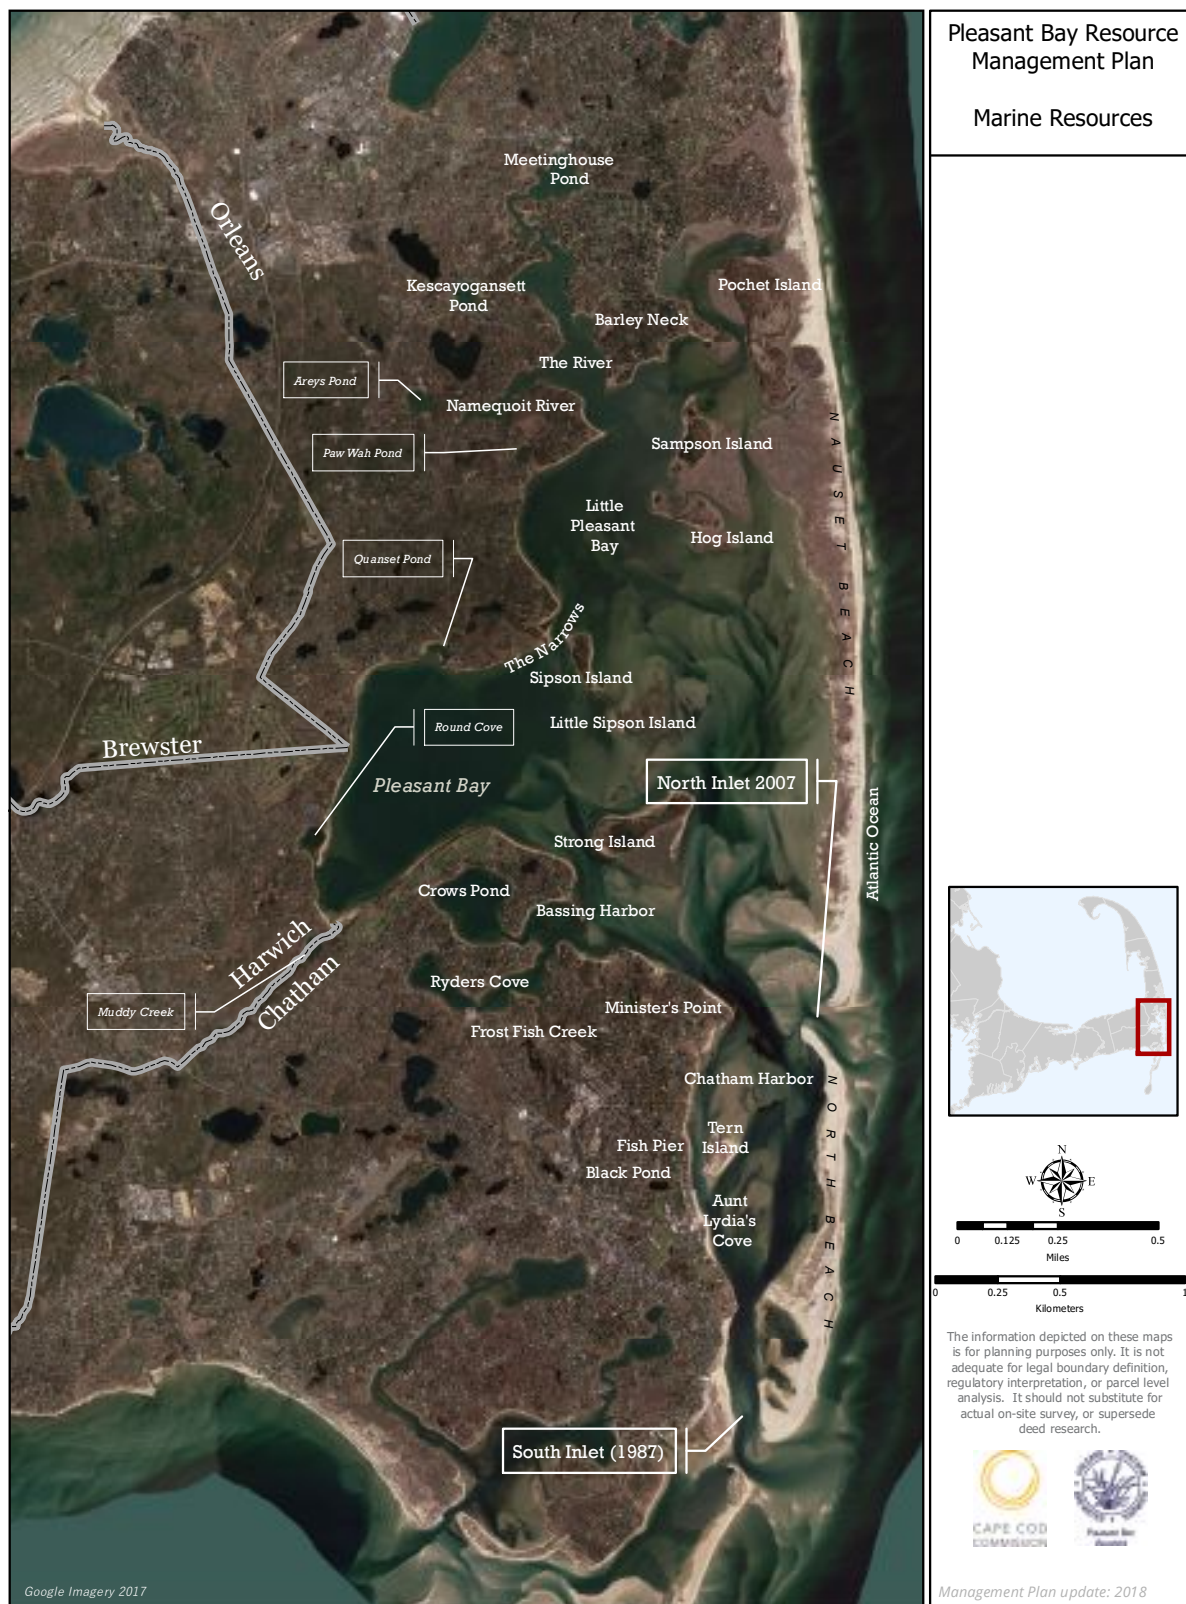 Pleasant Bay Resource
Management Plan
Marine Resources
Meetinghouse
Pond
Orleans
Kescayogansett
Pond
Pochet Island
Barley Neck
The River
Areys Pond
Namequoit River
Paw Wah Pond
Sampson Island
NAUSET BEACH
Little
Pleasant
Bay
Hog Island
Quanset Pond
The Narrows
Sipson Island
Round Cove
Little Sipson Island
Brewster
Pleasant Bay
North Inlet 2007
Atlantic Ocean
Strong Island
Crows Pond
Bassing Harbor
Harwich
Chatham
Ryders Cove
Muddy Creek
Minister's Point
Frost Fish Creek
Chatham Harbor
NORTH BEACH
Tern
Island
Fish Pier
Black Pond
Aunt
Lydia's
Cove
South Inlet (1987)
Google Imagery 2017
N
W E
S
0 0.125 0.25 0.5
Miles
0 0.25 0.5 1
Kilometers
The information depicted on these maps
is for planning purposes only. It is not
adequate for legal boundary definition,
regulatory interpretation, or parcel level
analysis. It should not substitute for
actual on-site survey, or supersede
deed research.
CAPE COD
COMMISSION
Pleasant Bay
Management Plan update: 2018